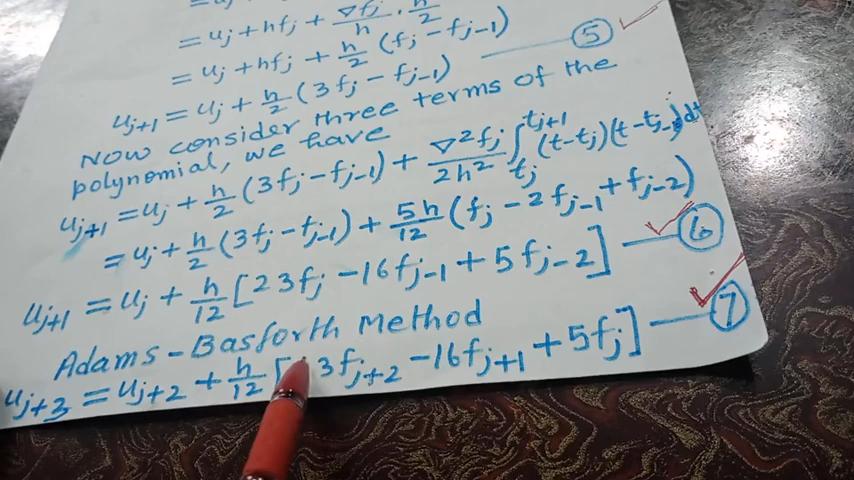 = uj + hfj + ∇fj/h . h/2
= uj + hfj + h/2 (fj - fj-1) ⑤
uj+1 = uj + h/2 (3fj - fj-1)
Now consider three terms of the
polynomial, we have
uj+1 = uj + h/2 (3fj - fj-1) + ∇²fj/2h² ∫tj^tj+1 (t-tj)(t-tj-1)dt
= uj + h/2 (3fj - fj-1) + 5h/12 (fj - 2fj-1 + fj-2)
uj+1 = uj + h/12 [23fj - 16fj-1 + 5fj-2] ⑥
Adams - Basforth Method
uj+3 = uj+2 + h/12 [ 3fj+2 - 16fj+1 + 5fj] ⑦